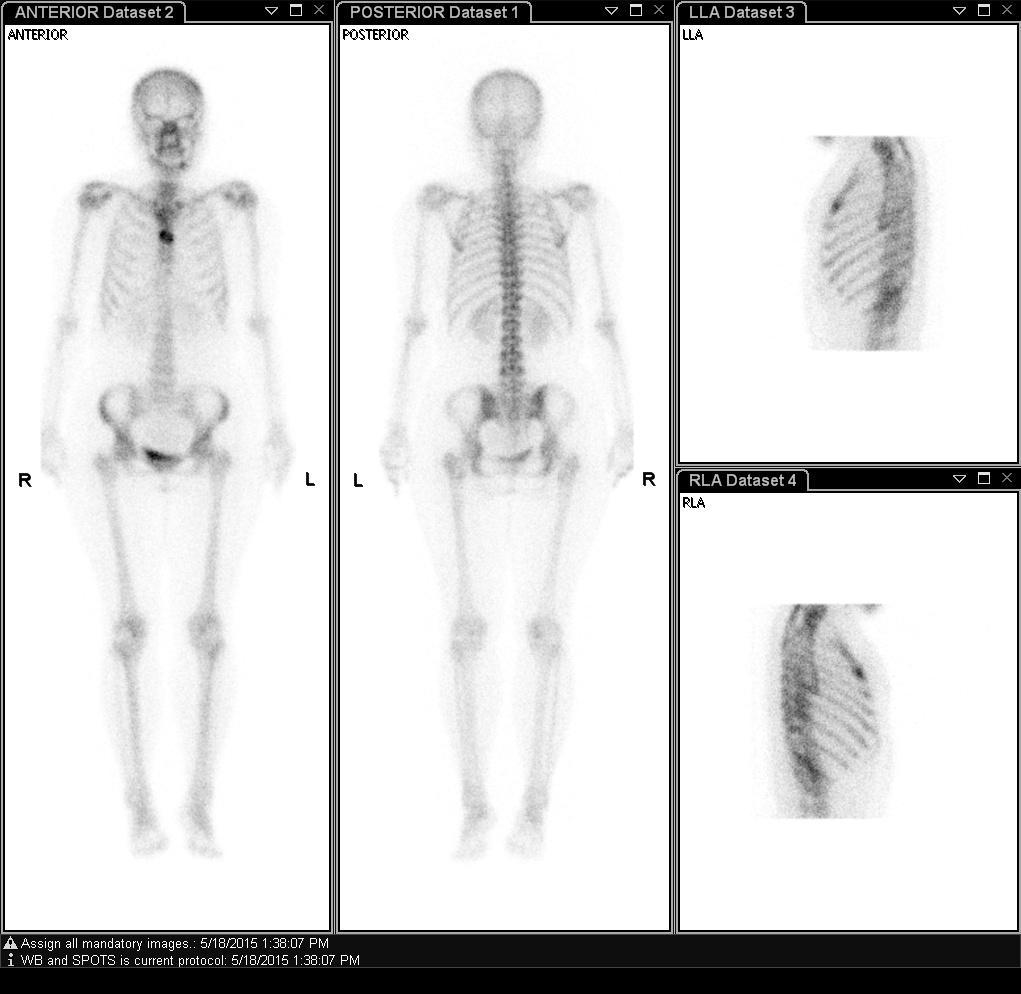 ANTERIOR Dataset 2
ANTERIOR
R
L
POSTERIOR Dataset 1
POSTERIOR
L
R
LLA Dataset 3
LLA
RLA Dataset 4
RLA
Assign all mandatory images.: 5/18/2015 1:38:07 PM
WB and SPOTS is current protocol: 5/18/2015 1:38:07 PM